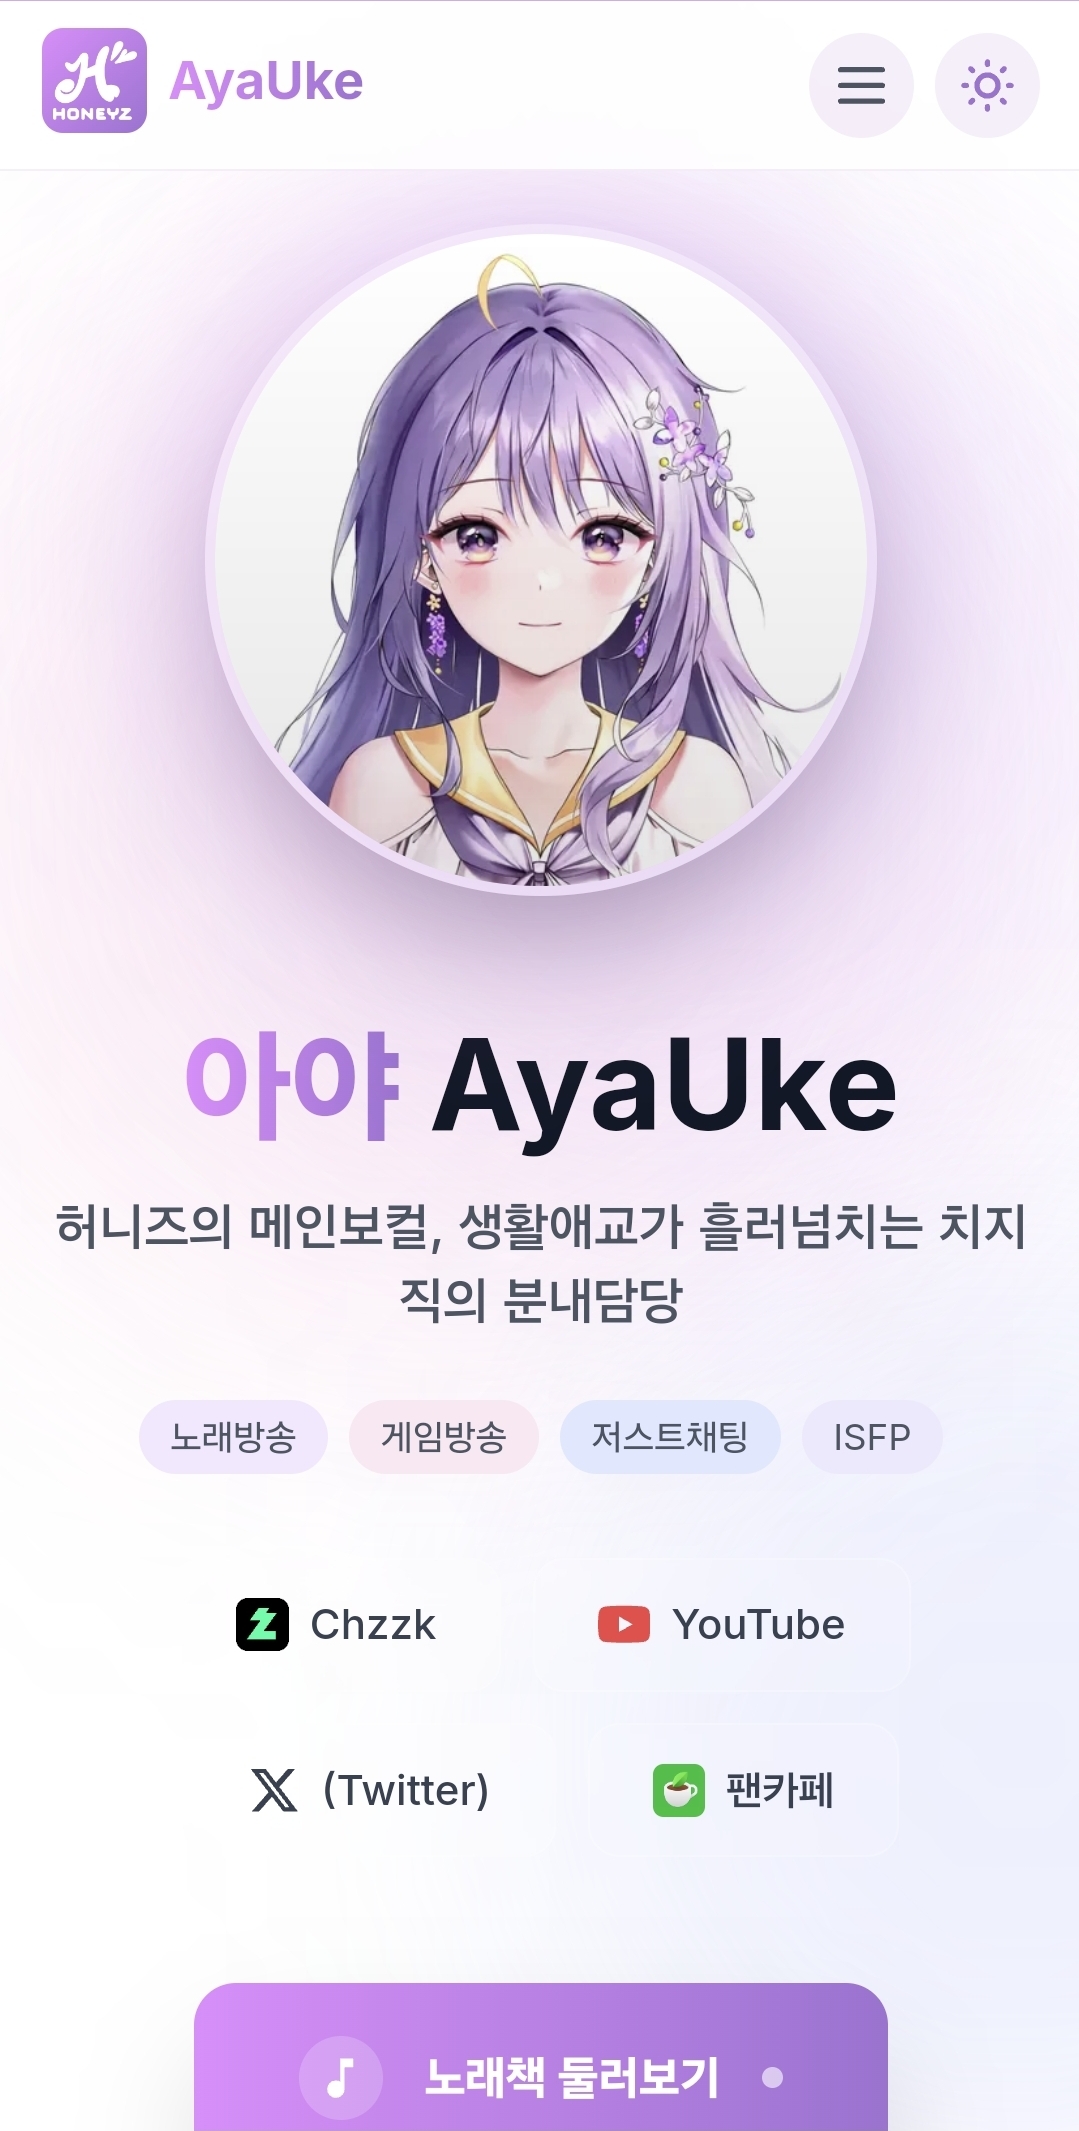 HONEYZ
AyaUke
아야 AyaUke
허니즈의 메인보컬, 생활애교가 흘러넘치는 치지
직의 분내담당
노래방송 게임방송 저스트채팅 ISFP
Chzzk YouTube
(Twitter) 팬카페
노래책 둘러보기